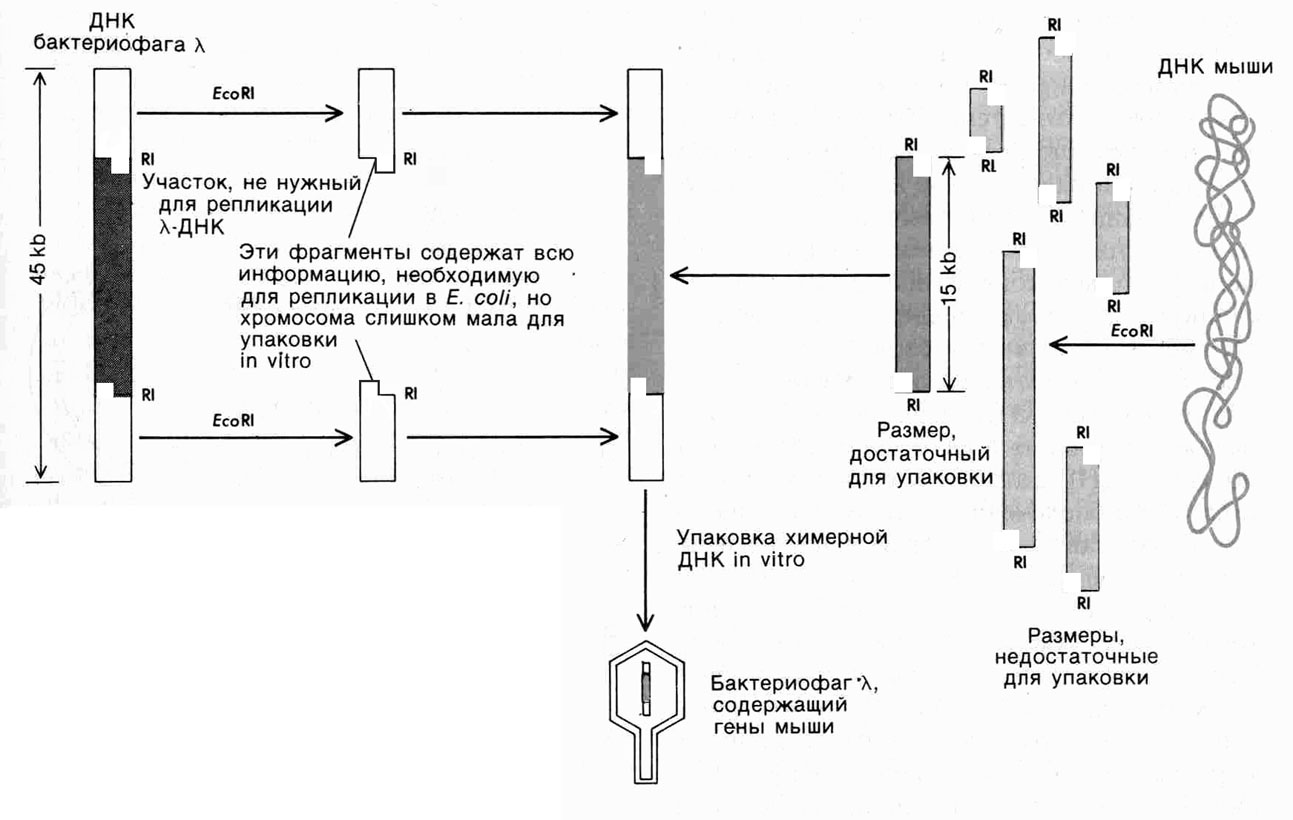 ДНК
бактериофага λ
45 kb
EcoRI
RI
RI
Участок, не нужный
для репликации
λ-ДНК
Эти фрагменты содержат всю
информацию, необходимую
для репликации в E. coli, но
хромосома слишком мала для
упаковки
in vitro
RI
EcoRI
RI
RI
15 kb
RI
Размер,
достаточный
для упаковки
RI
RI
RI
RI
RI
RI
RI
RI
RI
RI
Размеры,
недостаточные
для упаковки
EcoRI
ДНК мыши
Упаковка химерной
ДНК in vitro
Бактериофаг λ,
содержащий
гены мыши